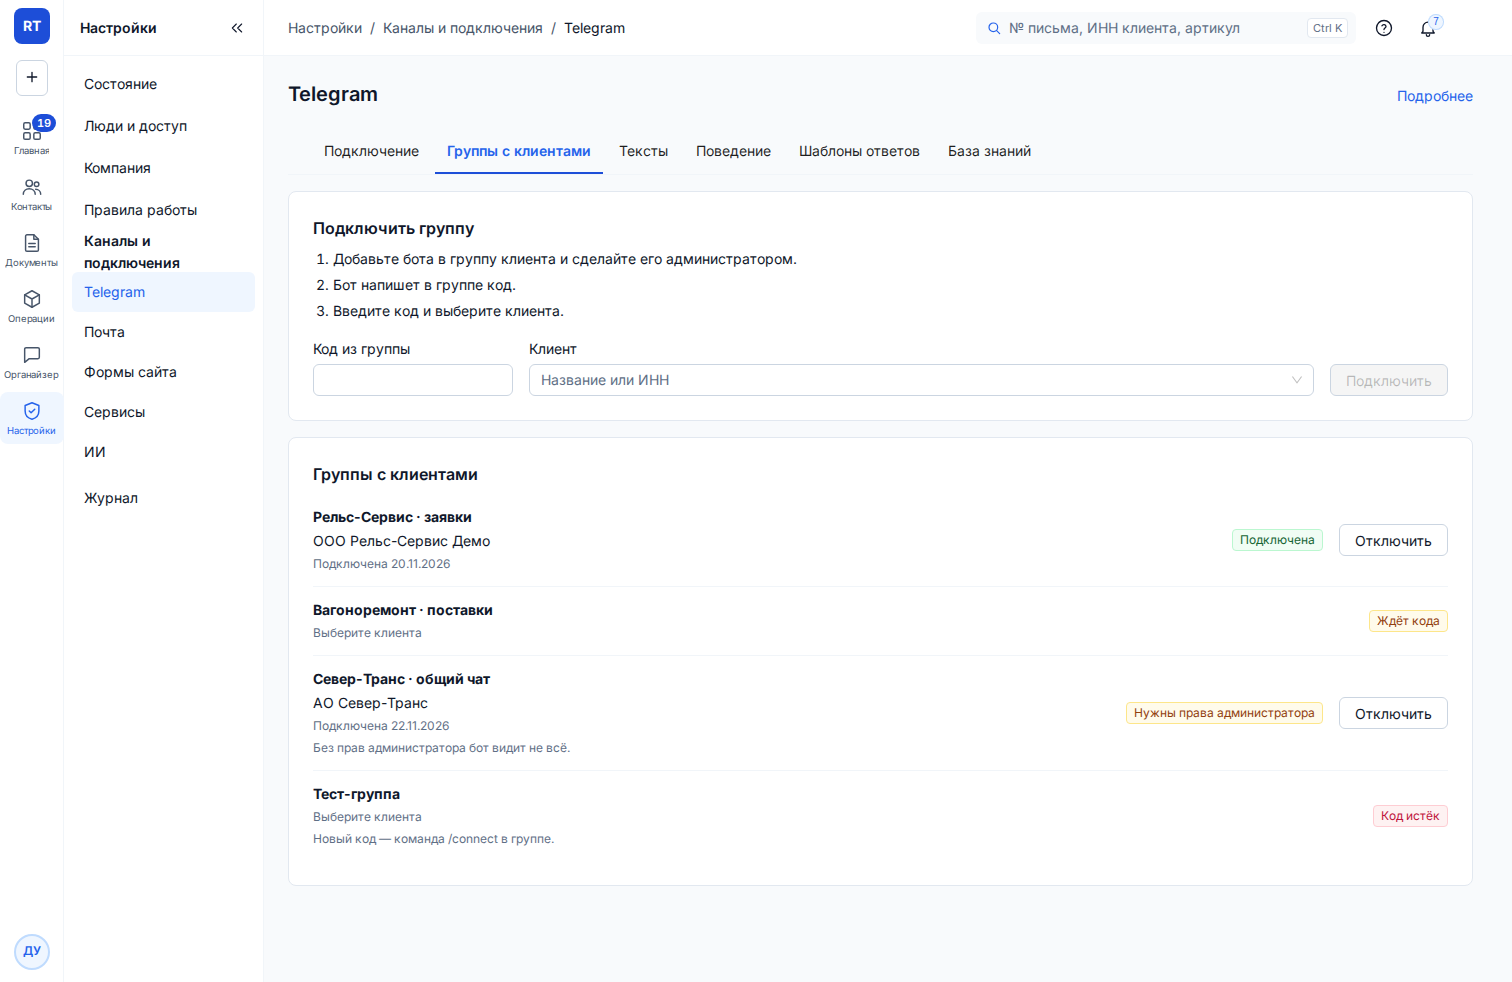 RT
Настройки
Настройки / Каналы и подключения / Telegram
№ письма, ИНН клиента, артикул
Ctrl K
7
19
Главная
Контакты
Документы
Операции
Органайзер
Настройки
ДУ
Состояние
Люди и доступ
Компания
Правила работы
Каналы и
подключения
Telegram
Почта
Формы сайта
Сервисы
ИИ
Журнал
Telegram
Подробнее
Подключение
Группы с клиентами
Тексты
Поведение
Шаблоны ответов
База знаний
Подключить группу
1. Добавьте бота в группу клиента и сделайте его администратором.
2. Бот напишет в группе код.
3. Введите код и выберите клиента.
Код из группы
Клиент
Название или ИНН
Подключить
Группы с клиентами
Рельс-Сервис · заявки
ООО Рельс-Сервис Демо
Подключена 20.11.2026
Подключена
Отключить
Вагоноремонт · поставки
Выберите клиента
Ждёт кода
Север-Транс · общий чат
АО Север-Транс
Подключена 22.11.2026
Без прав администратора бот видит не всё.
Нужны права администратора
Отключить
Тест-группа
Выберите клиента
Новый код — команда /connect в группе.
Код истёк